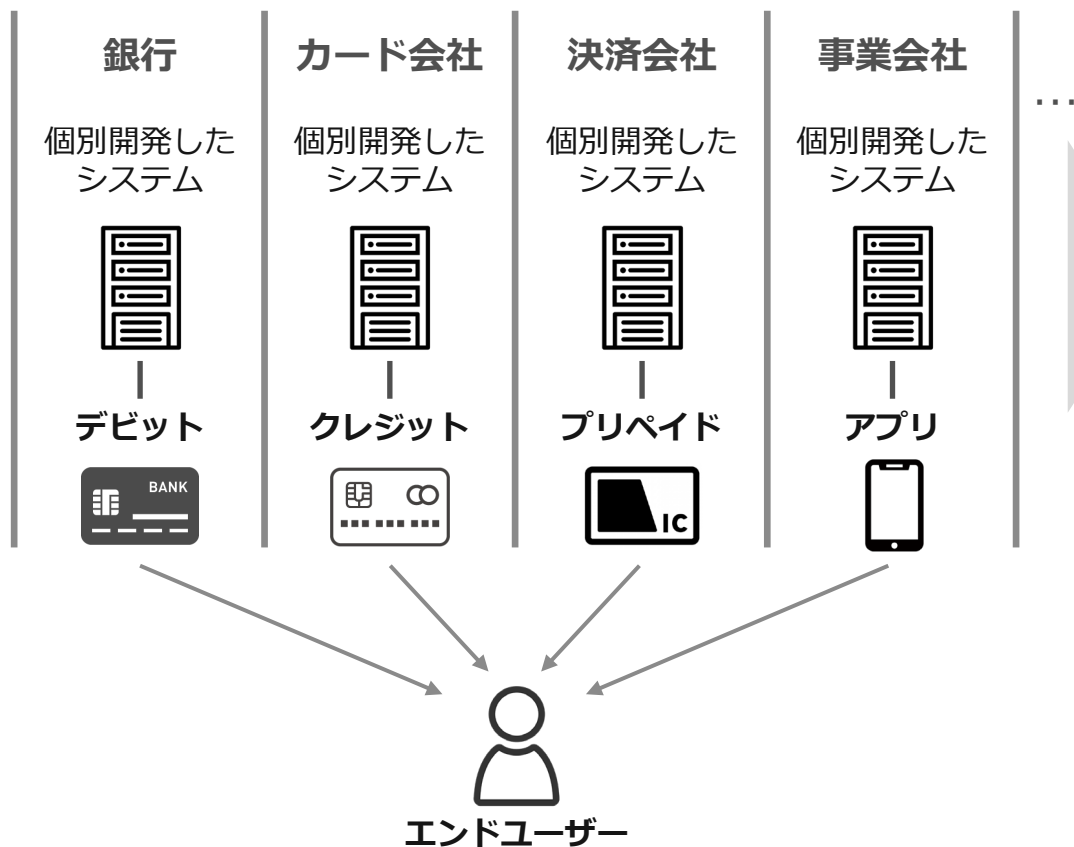 銀行
カード会社
決済会社
事業会社
…
個別開発した
システム
個別開発した
システム
個別開発した
システム
個別開発した
システム
デビット
クレジット
プリペイド
アプリ
BANK
IC
エンドユーザー